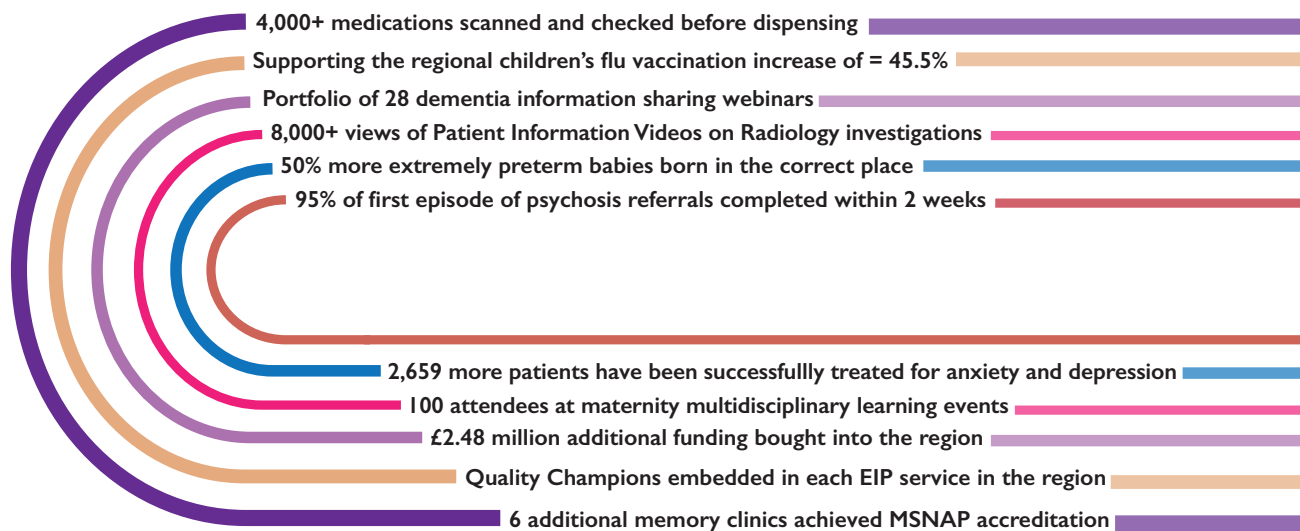 4,000+ medications scanned and checked before dispensing
Supporting the regional children’s flu vaccination increase of = 45.5%
Portfolio of 28 dementia information sharing webinars
8,000+ views of Patient Information Videos on Radiology investigations
50% more extremely preterm babies born in the correct place
95% of first episode of psychosis referrals completed within 2 weeks
2,659 more patients have been successfullly treated for anxiety and depression
100 attendees at maternity multidisciplinary learning events
£2.48 million additional funding bought into the region
Quality Champions embedded in each EIP service in the region
6 additional memory clinics achieved MSNAP accreditation